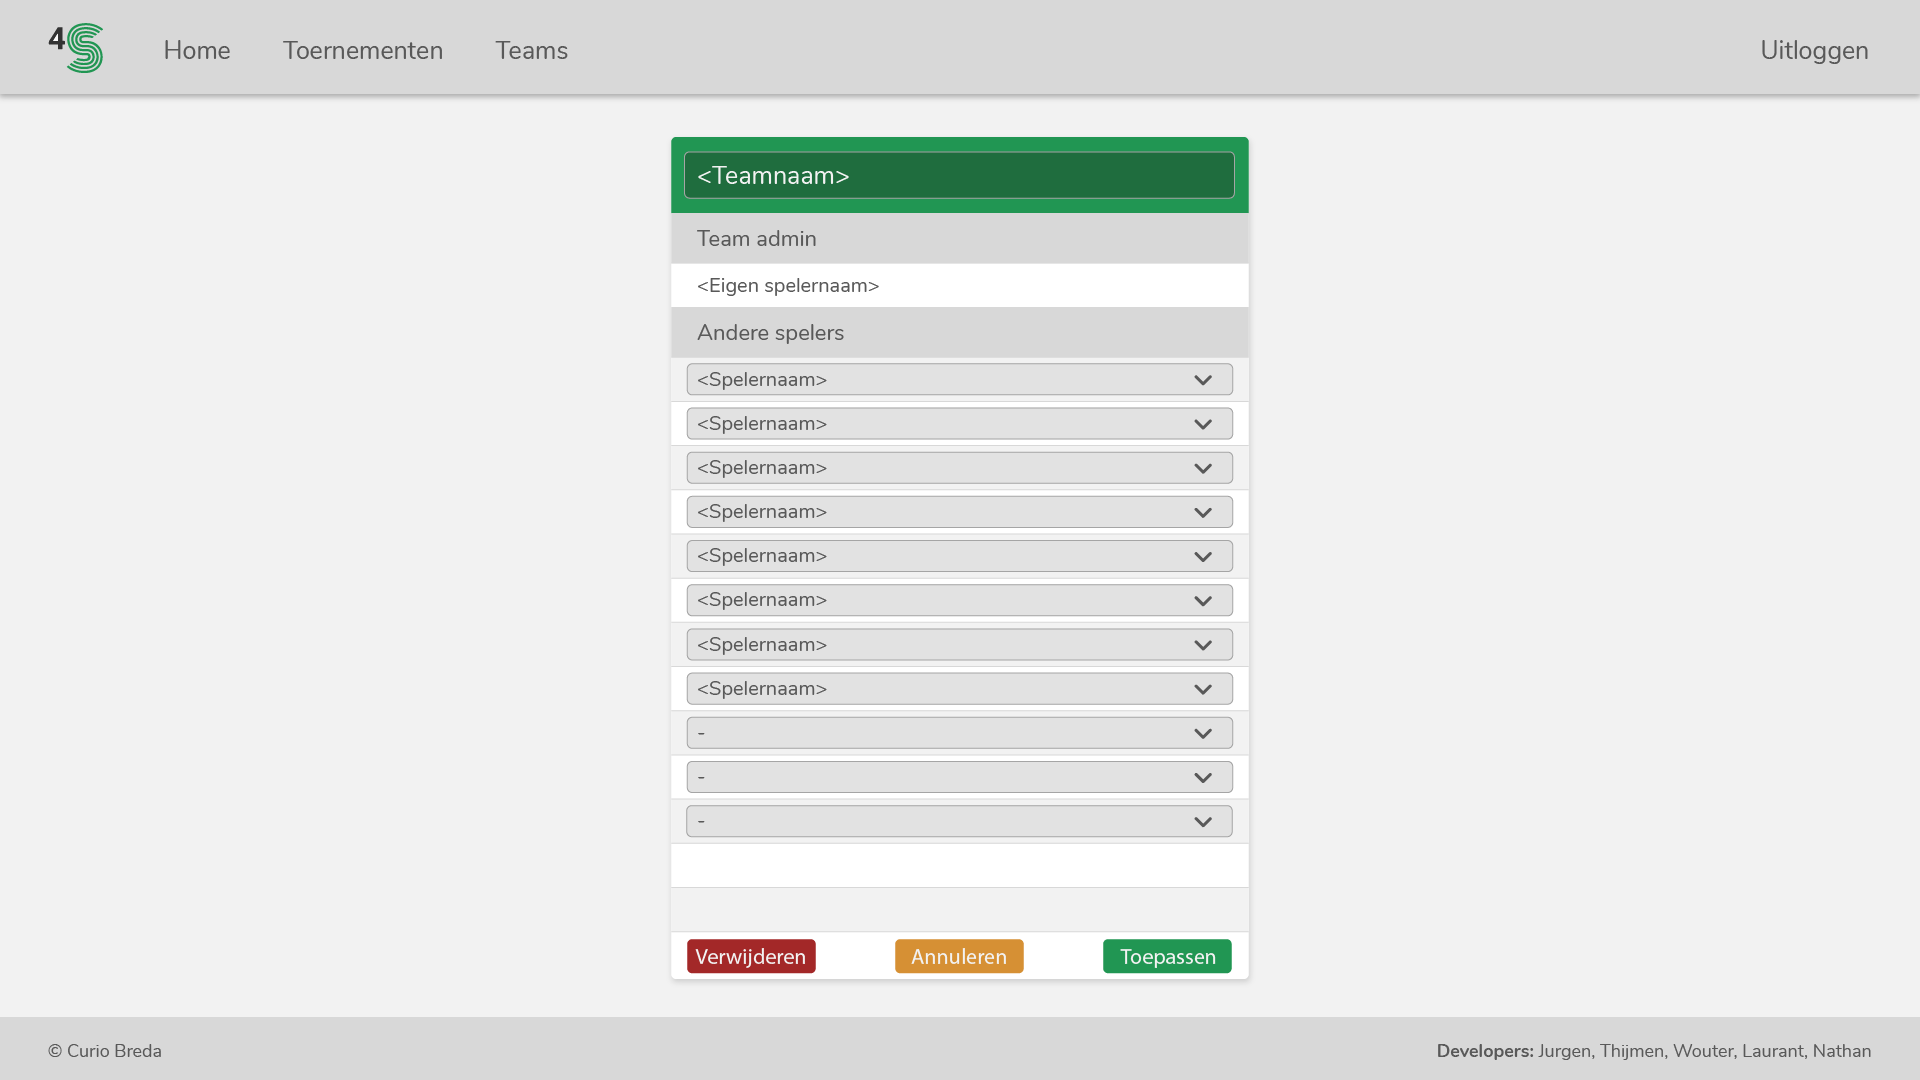 4S
Home
Toernementen
Teams
Uitloggen
<Teamnaam>
Team admin
<Eigen spelernaam>
Andere spelers
<Spelernaam>
<Spelernaam>
<Spelernaam>
<Spelernaam>
<Spelernaam>
<Spelernaam>
<Spelernaam>
<Spelernaam>
-
-
-
Verwijderen
Annuleren
Toepassen
© Curio Breda
Developers: Jurgen, Thijmen, Wouter, Laurant, Nathan